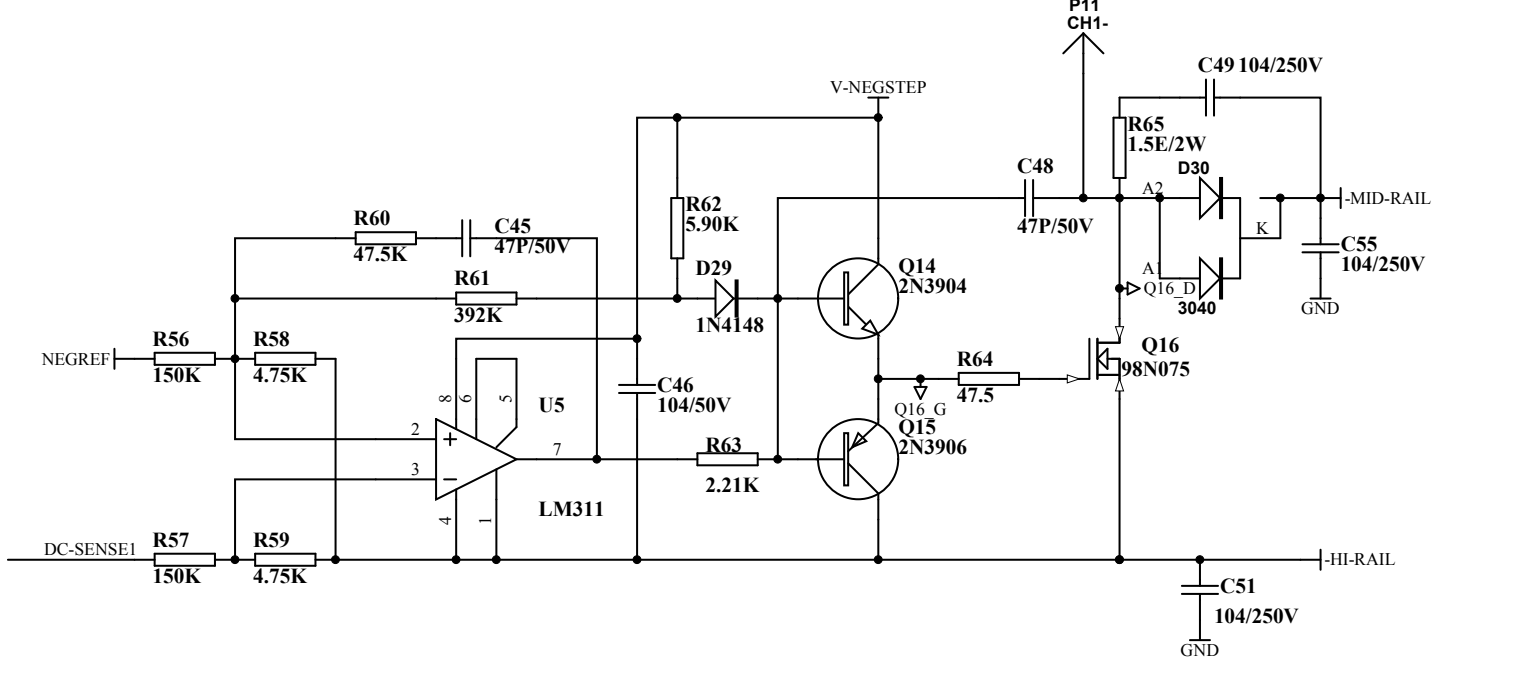 P11
CH1-
C49 104/250V
V-NEGSTEP
R65
1.5E/2W
C48
47P/50V
D30
A2
-MID-RAIL
R62
5.90K
R60
47.5K
C45
47P/50V
K
C55
104/250V
GND
A1
Q16_D
3040
Q14
2N3904
D29
1N4148
R61
392K
NEGREF
R56
150K
R58
4.75K
Q16
98N075
R64
47.5
Q16_G
C46
104/50V
8
6
5
U5
Q15
2N3906
2
+
7
R63
2.21K
3
−
4
1
LM311
DC-SENSE1
R57
150K
R59
4.75K
-HI-RAIL
C51
104/250V
GND